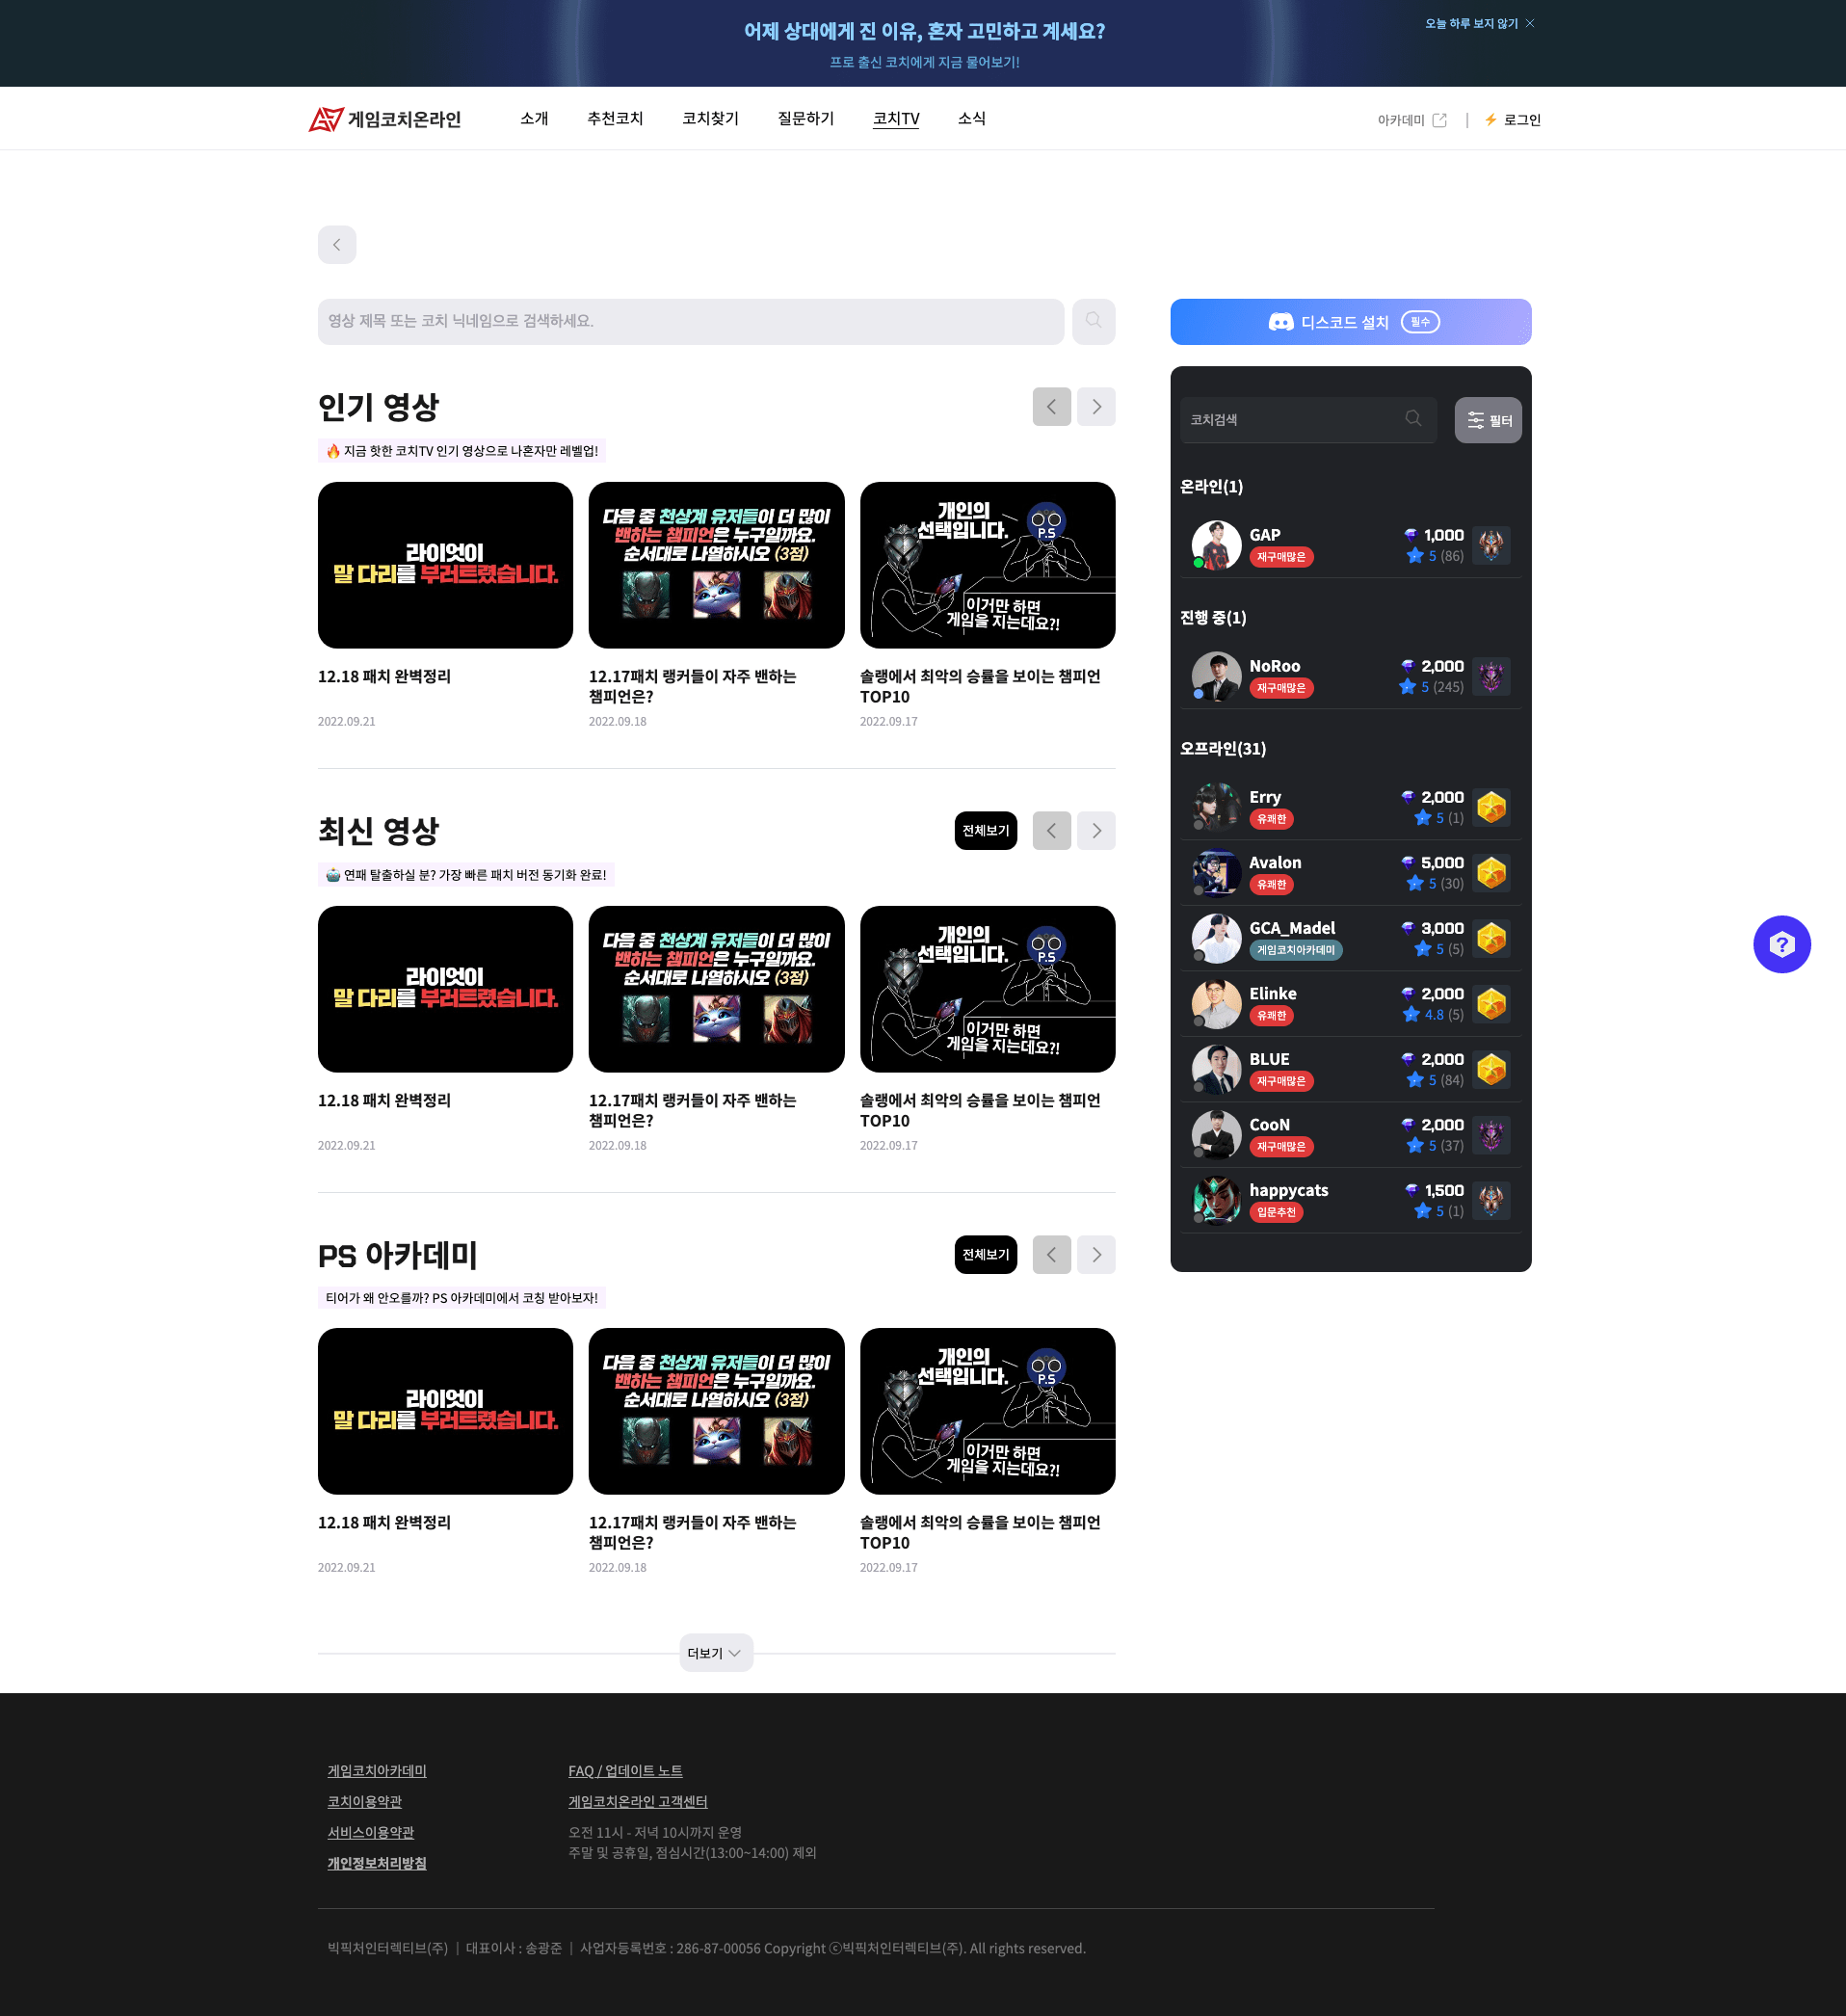 어제 상대에게 진 이유, 혼자 고민하고 계세요?
프로 출신 코치에게 지금 물어보기!
오늘 하루 보지 않기
게임코치온라인
소개
추천코치
코치찾기
질문하기
코치TV
소식
아카데미
로그인
영상 제목 또는 코치 닉네임으로 검색하세요.
인기 영상
지금 핫한 코치TV 인기 영상으로 나혼자만 레벨업!
라이엇이
말 다리를 부러트렸습니다.
다음 중 천상계 유저들이 더 많이
밴하는 챔피언은 누구일까요.
순서대로 나열하시오 (3점)
개인의
선택입니다.
P.S
이거만 하면
게임을 지는데요?!
12.18 패치 완벽정리
2022.09.21
12.17패치 랭커들이 자주 밴하는
챔피언은?
2022.09.18
솔랭에서 최악의 승률을 보이는 챔피언
TOP10
2022.09.17
최신 영상
전체보기
연패 탈출하실 분? 가장 빠른 패치 버전 동기화 완료!
라이엇이
말 다리를 부러트렸습니다.
다음 중 천상계 유저들이 더 많이
밴하는 챔피언은 누구일까요.
순서대로 나열하시오 (3점)
개인의
선택입니다.
P.S
이거만 하면
게임을 지는데요?!
12.18 패치 완벽정리
2022.09.21
12.17패치 랭커들이 자주 밴하는
챔피언은?
2022.09.18
솔랭에서 최악의 승률을 보이는 챔피언
TOP10
2022.09.17
PS 아카데미
전체보기
티어가 왜 안오를까? PS 아카데미에서 코칭 받아보자!
라이엇이
말 다리를 부러트렸습니다.
다음 중 천상계 유저들이 더 많이
밴하는 챔피언은 누구일까요.
순서대로 나열하시오 (3점)
개인의
선택입니다.
P.S
이거만 하면
게임을 지는데요?!
12.18 패치 완벽정리
2022.09.21
12.17패치 랭커들이 자주 밴하는
챔피언은?
2022.09.18
솔랭에서 최악의 승률을 보이는 챔피언
TOP10
2022.09.17
더보기
디스코드 설치 필수
코치검색
필터
온라인(1)
GAP 1,000
재구매많은 5 (86)
진행 중(1)
NoRoo 2,000
재구매많은 5 (245)
오프라인(31)
Erry 2,000
유쾌한 5 (1)
Avalon 5,000
유쾌한 5 (30)
GCA_Madel 3,000
게임코치아카데미 5 (5)
Elinke 2,000
유쾌한 4.8 (5)
BLUE 2,000
재구매많은 5 (84)
CooN 2,000
재구매많은 5 (37)
happycats 1,500
입문추천 5 (1)
?
게임코치아카데미
코치이용약관
서비스이용약관
개인정보처리방침
FAQ / 업데이트 노트
게임코치온라인 고객센터
오전 11시 - 저녁 10시까지 운영
주말 및 공휴일, 점심시간(13:00~14:00) 제외
빅픽처인터렉티브(주) | 대표이사 : 송광준 | 사업자등록번호 : 286-87-00056 Copyright ⓒ빅픽처인터렉티브(주). All rights reserved.